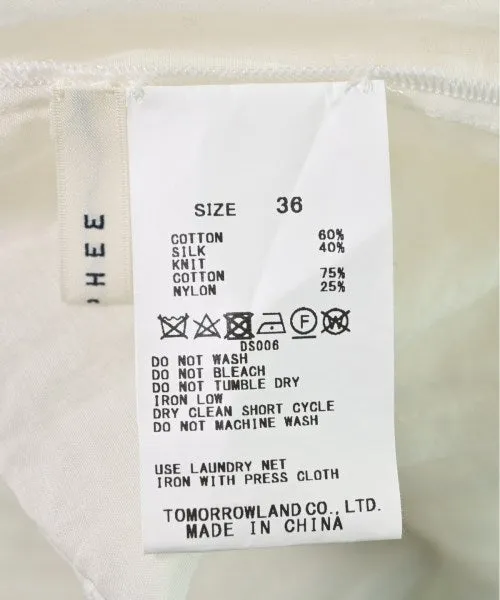 PHEE
SIZE 36
COTTON 60%
SILK 40%
KNIT
COTTON 75%
NYLON 25%
F W
DS006
DO NOT WASH
DO NOT BLEACH
DO NOT TUMBLE DRY
IRON LOW
DRY CLEAN SHORT CYCLE
DO NOT MACHINE WASH
USE LAUNDRY NET
IRON WITH PRESS CLOTH
TOMORROWLAND CO., LTD.
MADE IN CHINA